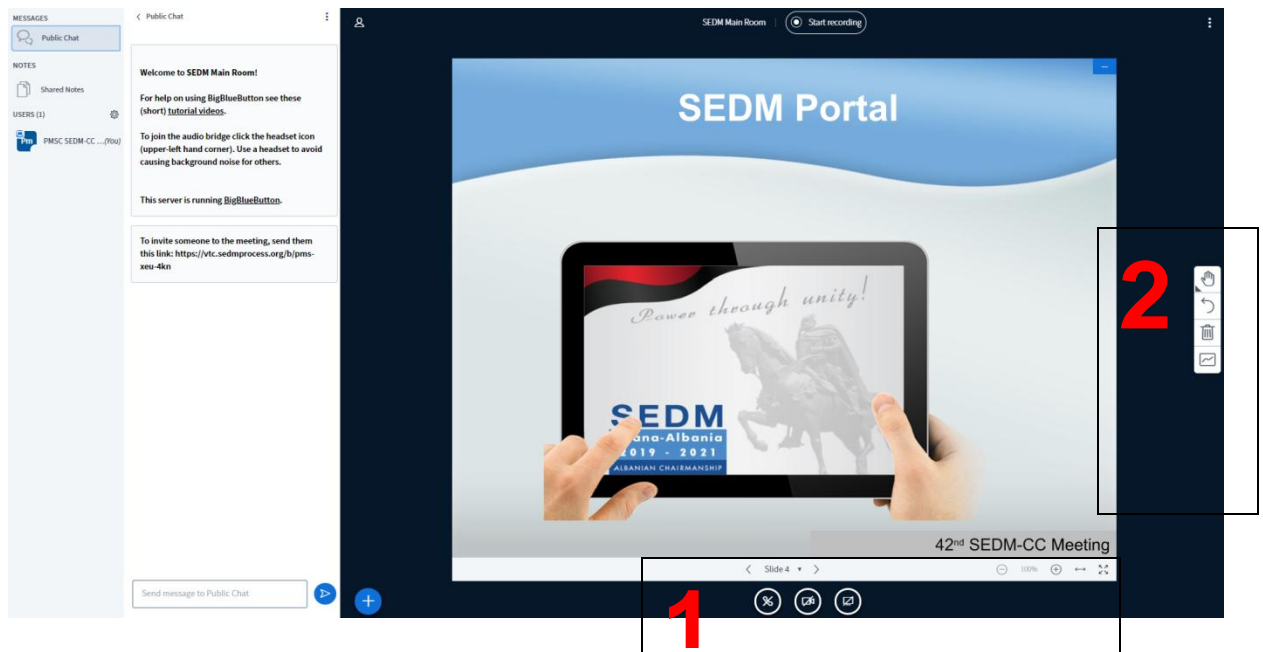 MESSAGES
Public Chat
NOTES
Shared Notes
USERS (1)
Pm
PMSC SEDM-CC ...(You)
Public Chat
Welcome to SEDM Main Room!
For help on using BigBlueButton see these
(short) tutorial videos.
To join the audio bridge click the headset icon
(upper-left hand corner). Use a headset to avoid
causing background noise for others.
This server is running BigBlueButton.
To invite someone to the meeting, send them
this link: https://vtc.sedmprocess.org/b/pms-
xeu-4kn
Send message to Public Chat
SEDM Main Room
Start recording
SEDM Portal
Power through unity!
SEDM
ana-Albania
2019 - 2021
ALBANIAN CHAIRMANSHIP
42nd SEDM-CC Meeting
Slide 4
100%
1
2